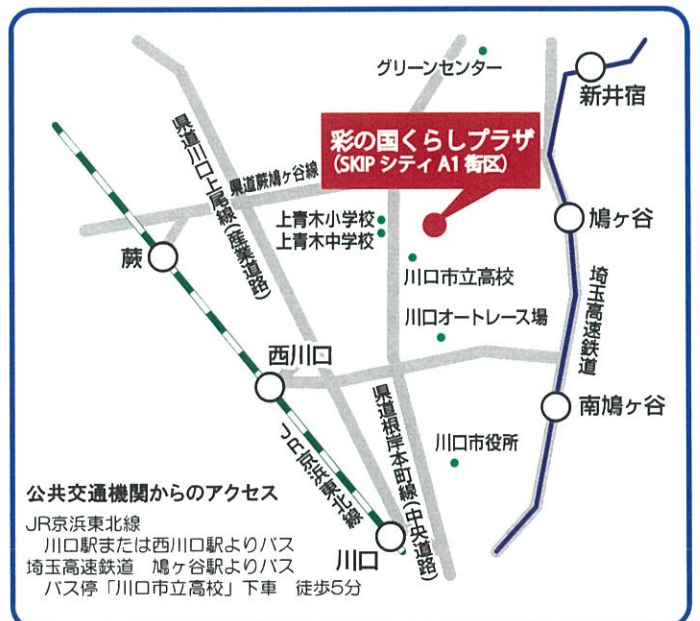 グリーンセンター
新井宿
彩の国くらしプラザ
(SKIP シティ A1 街区)
県道川口上尾線(産業道路)
県道蕨鳩ヶ谷線
上青木小学校
上青木中学校
鳩ヶ谷
蕨
川口市立高校
埼玉高速鉄道
川口オートレース場
西川口
南鳩ヶ谷
県道根岸本町線(中央道路)
川口市役所
JR京浜東北線
川口
公共交通機関からのアクセス
JR京浜東北線
川口駅または西川口駅よりバス
埼玉高速鉄道 鳩ヶ谷駅よりバス
バス停「川口市立高校」下車 徒歩5分